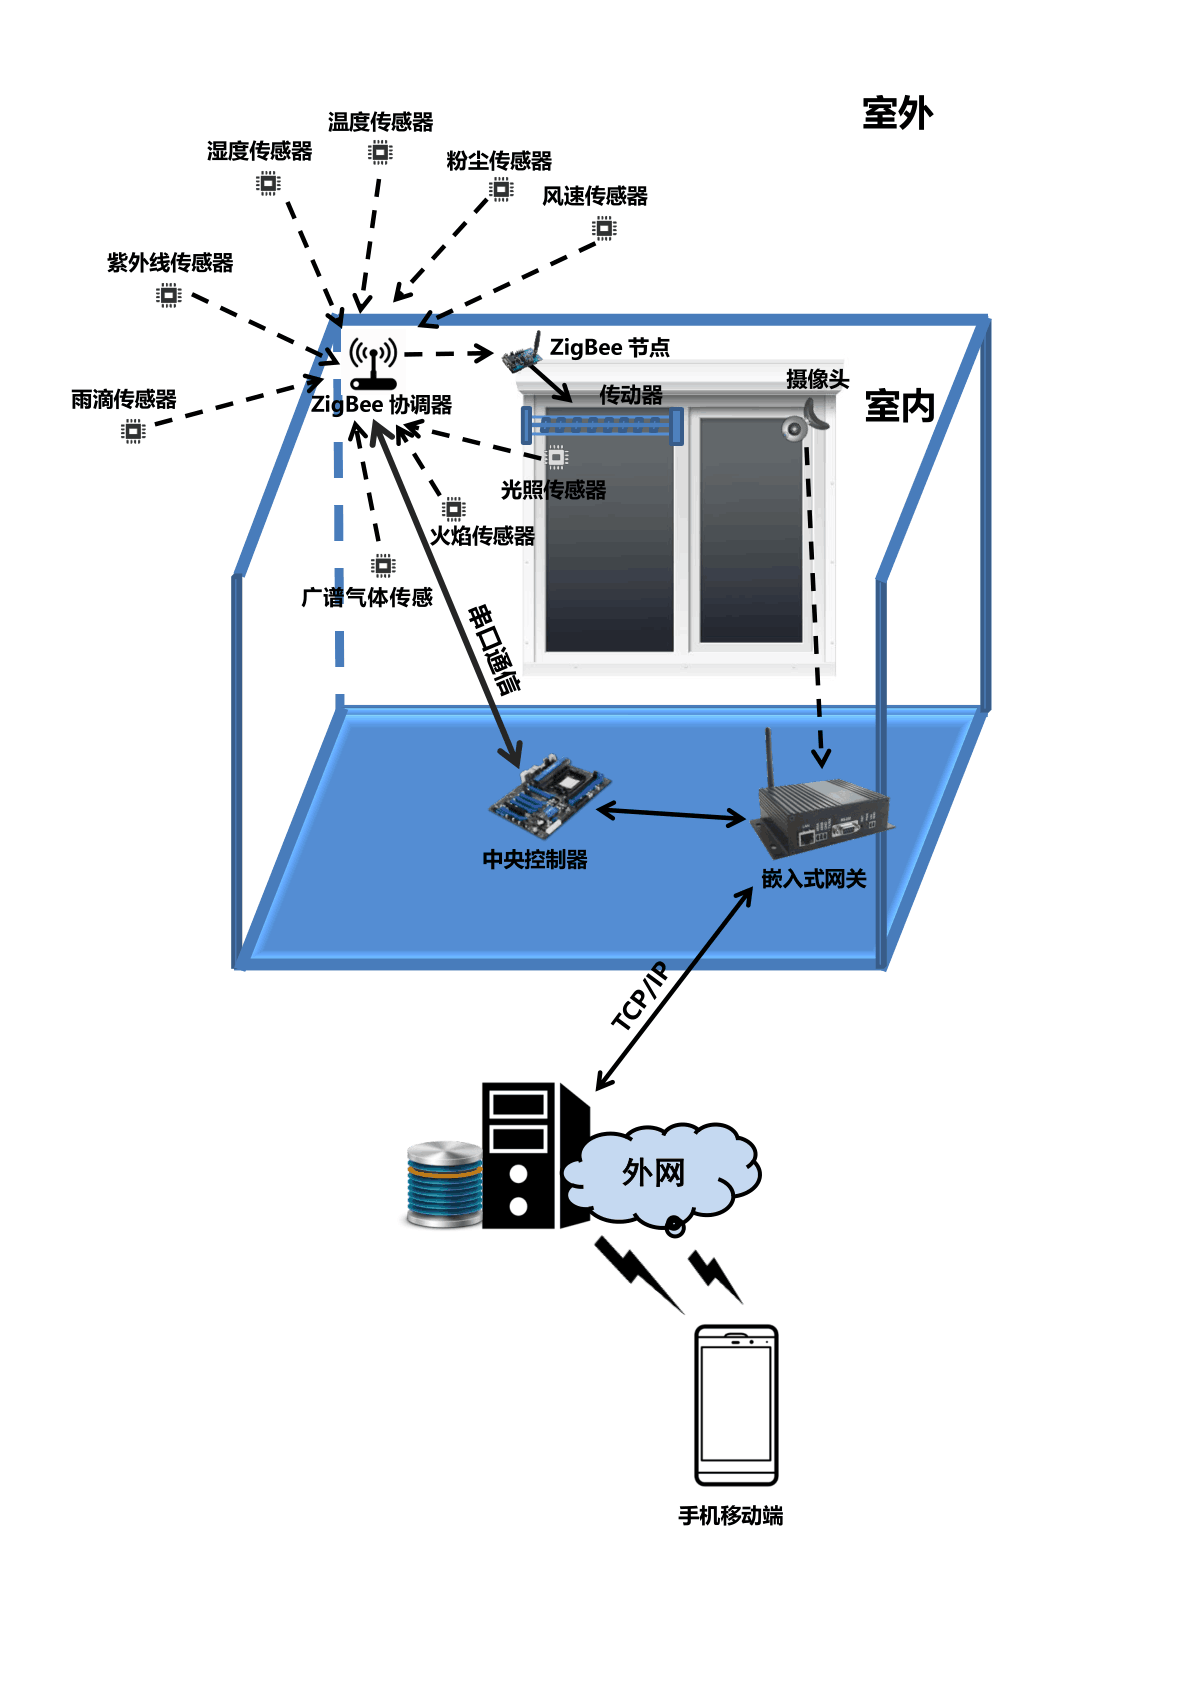 室外
温度传感器
湿度传感器
粉尘传感器
风速传感器
紫外线传感器
ZigBee 节点
摄像头
传动器
室内
雨滴传感器
ZigBee 协调器
光照传感器
火焰传感器
广谱气体传感
串口通信
中央控制器
嵌入式网关
TCP/IP
外网
手机移动端